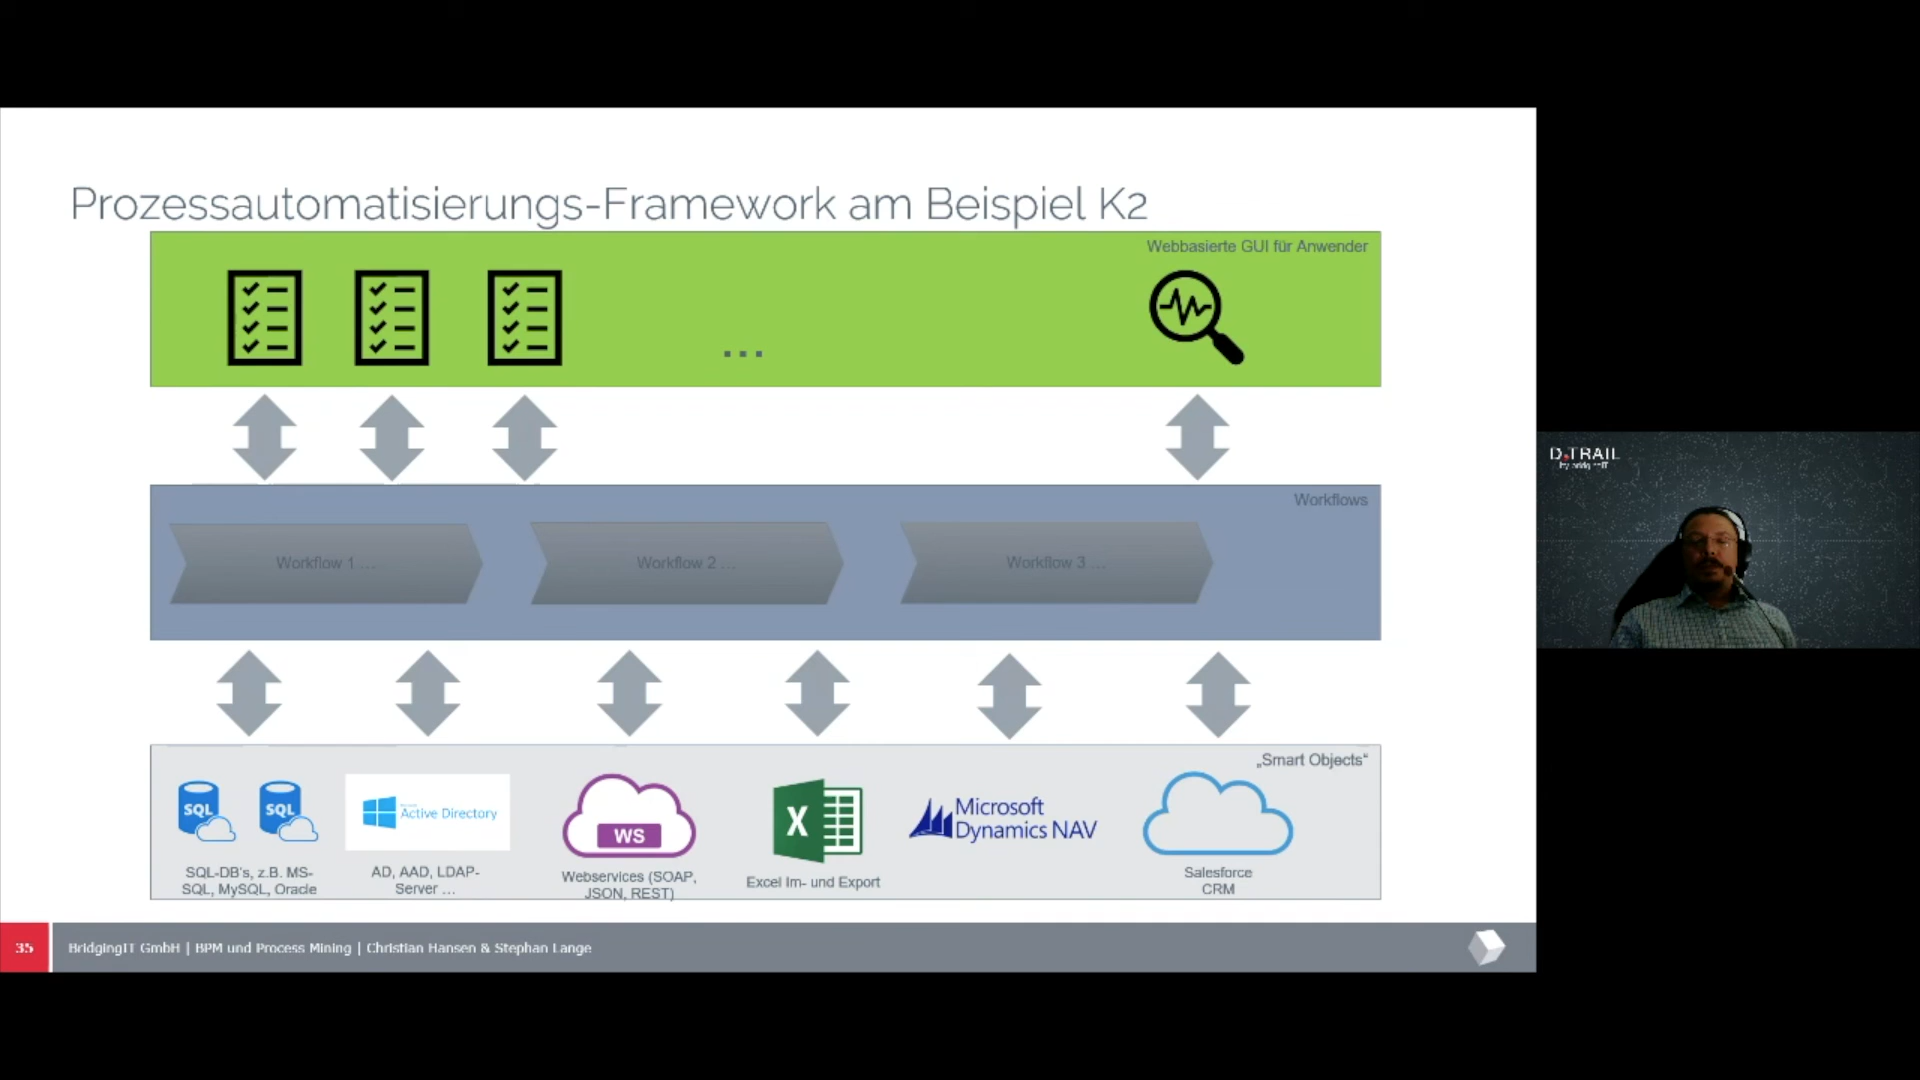 Prozessautomatisierungs-Framework am Beispiel K2
Webbasierte GUI für Anwender
...
Workflows
Workflow 1 ...
Workflow 2 ...
Workflow 3 ...
„Smart Objects“
SQL
SQL
SQL-DB's, z.B. MS-
SQL, MySQL, Oracle
Microsoft
Active Directory
AD, AAD, LDAP-
Server ...
WS
Webservices (SOAP,
JSON, REST)
X
Excel Im- und Export
Microsoft
Dynamics NAV
Salesforce
CRM
35
BridgingIT GmbH | BPM und Process Mining | Christian Hansen & Stephan Lange
D.TRAIL
by bridgingIT